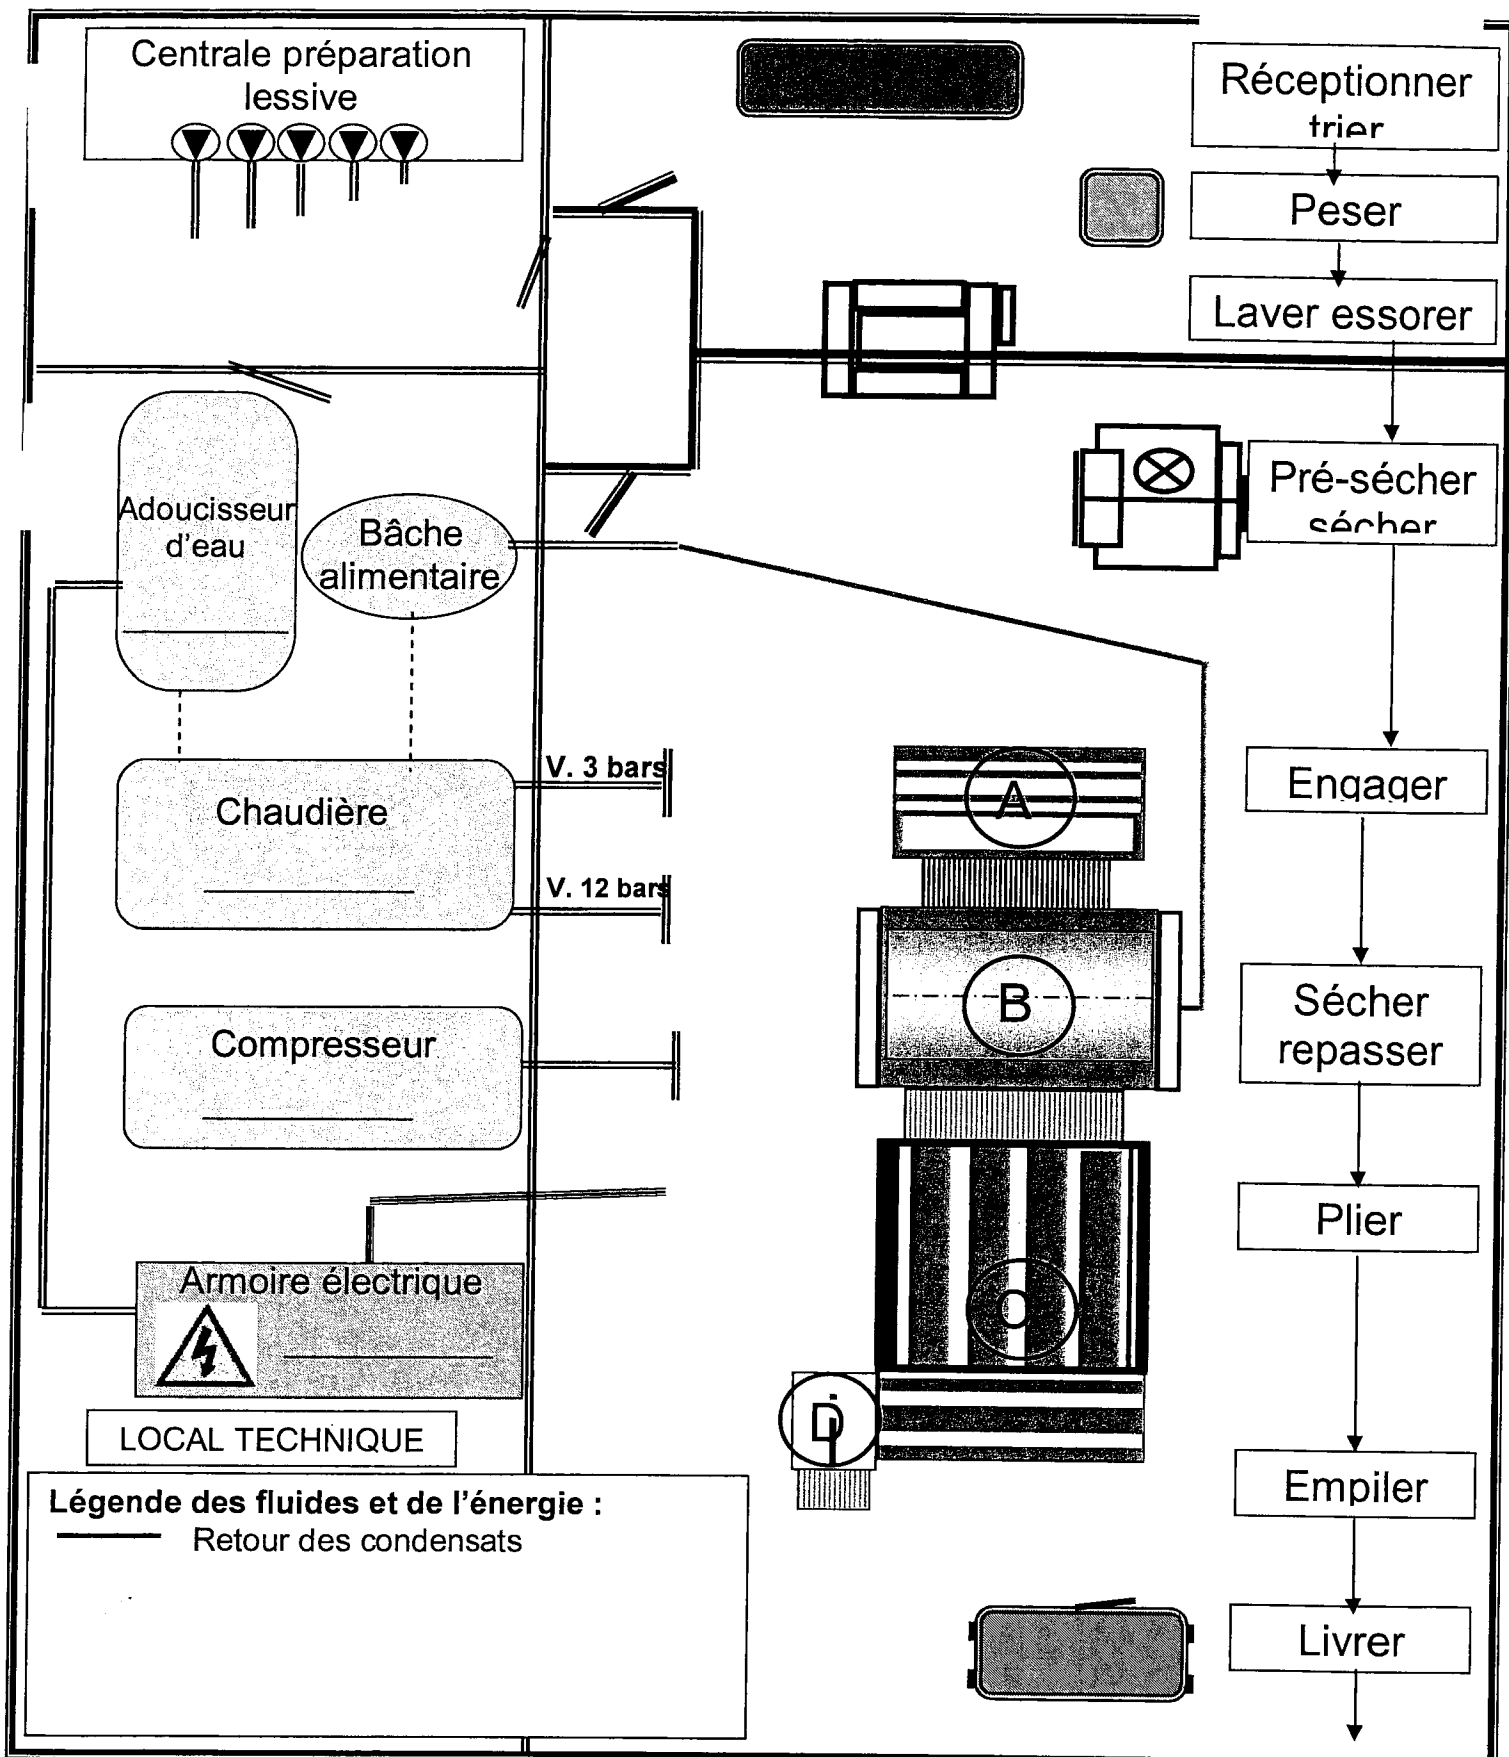 Centrale préparation
lessive
Réceptionner
trier
Peser
Laver essorer
Adoucisseur
d'eau
Bâche
alimentaire
Pré-sécher
sécher
V. 3 bars
Chaudière
V. 12 bars
A
Engager
B
Sécher
repasser
Compresseur
Plier
C
Armoire électrique
D
LOCAL TECHNIQUE
Empiler
Légende des fluides et de l'énergie :
Retour des condensats
Livrer